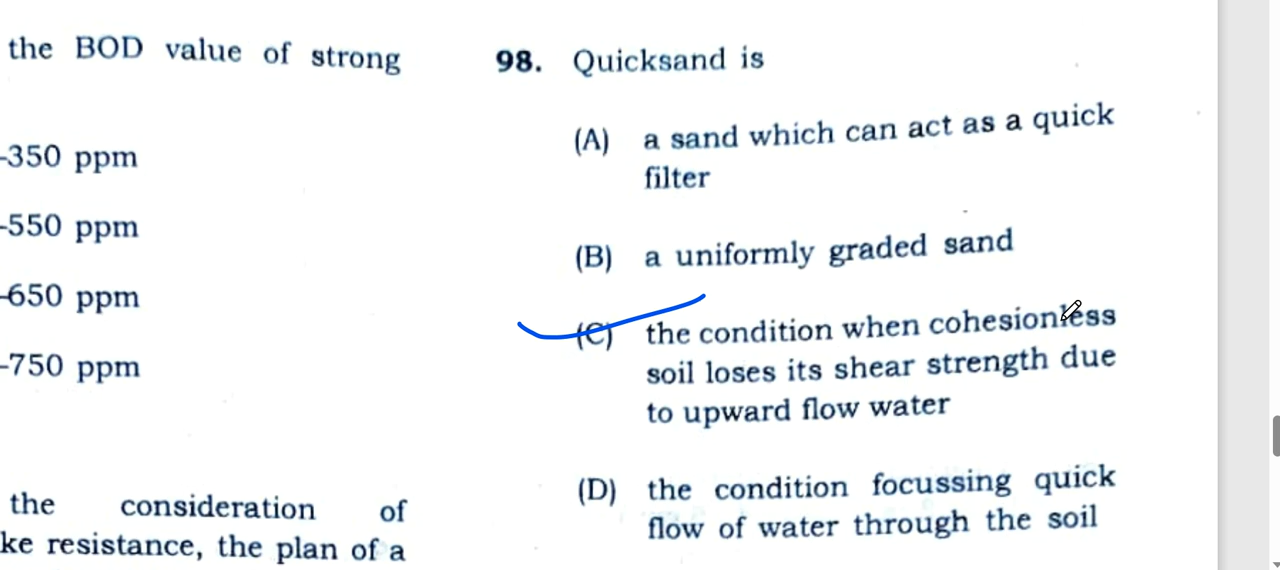 the BOD value of strong
-350 ppm
-550 ppm
-650 ppm
-750 ppm
the consideration of
ke resistance, the plan of a
98. Quicksand is
(A) a sand which can act as a quick
filter
(B) a uniformly graded sand
(C) the condition when cohesionless
soil loses its shear strength due
to upward flow water
(D) the condition focussing quick
flow of water through the soil